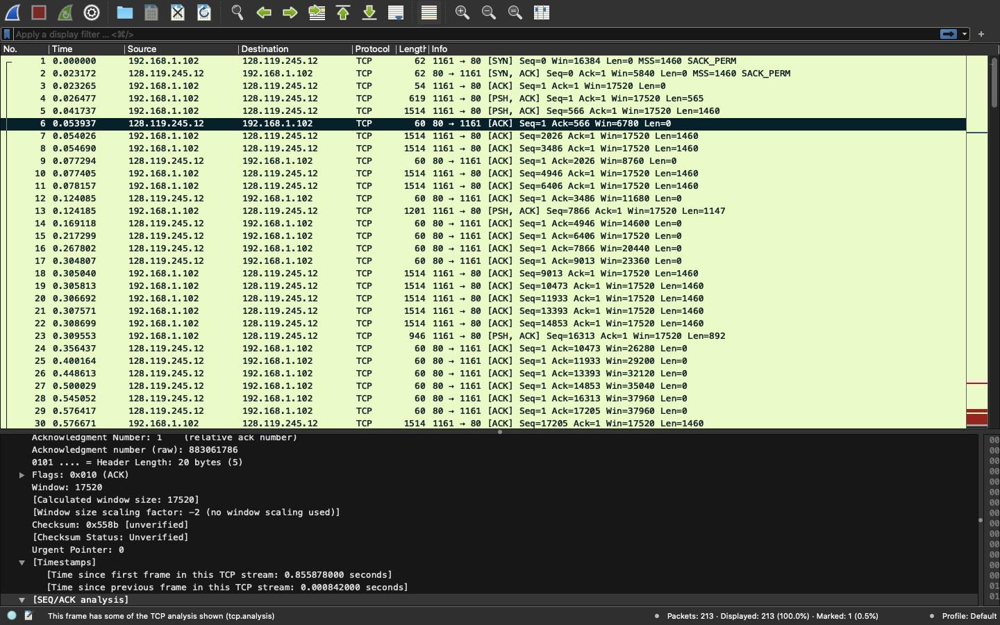 Apply a display filter ... <⌘/>
No. Time Source Destination Protocol Length Info
1 0.000000 192.168.1.102 128.119.245.12 TCP 62 1161 → 80 [SYN] Seq=0 Win=16384 Len=0 MSS=1460 SACK_PERM
2 0.023172 128.119.245.12 192.168.1.102 TCP 62 80 → 1161 [SYN, ACK] Seq=0 Ack=1 Win=5840 Len=0 MSS=1460 SACK_PERM
3 0.023265 192.168.1.102 128.119.245.12 TCP 54 1161 → 80 [ACK] Seq=1 Ack=1 Win=17520 Len=0
4 0.026477 192.168.1.102 128.119.245.12 TCP 619 1161 → 80 [PSH, ACK] Seq=1 Ack=1 Win=17520 Len=565
5 0.041737 192.168.1.102 128.119.245.12 TCP 1514 1161 → 80 [PSH, ACK] Seq=566 Ack=1 Win=17520 Len=1460
6 0.053937 128.119.245.12 192.168.1.102 TCP 60 80 → 1161 [ACK] Seq=1 Ack=566 Win=6780 Len=0
7 0.054026 192.168.1.102 128.119.245.12 TCP 1514 1161 → 80 [ACK] Seq=2026 Ack=1 Win=17520 Len=1460
8 0.054690 192.168.1.102 128.119.245.12 TCP 1514 1161 → 80 [ACK] Seq=3486 Ack=1 Win=17520 Len=1460
9 0.077294 128.119.245.12 192.168.1.102 TCP 60 80 → 1161 [ACK] Seq=1 Ack=2026 Win=8760 Len=0
10 0.077405 192.168.1.102 128.119.245.12 TCP 1514 1161 → 80 [ACK] Seq=4946 Ack=1 Win=17520 Len=1460
11 0.078157 192.168.1.102 128.119.245.12 TCP 1514 1161 → 80 [ACK] Seq=6406 Ack=1 Win=17520 Len=1460
12 0.124085 128.119.245.12 192.168.1.102 TCP 60 80 → 1161 [ACK] Seq=1 Ack=3486 Win=11680 Len=0
13 0.124185 192.168.1.102 128.119.245.12 TCP 1201 1161 → 80 [PSH, ACK] Seq=7866 Ack=1 Win=17520 Len=1147
14 0.169118 128.119.245.12 192.168.1.102 TCP 60 80 → 1161 [ACK] Seq=1 Ack=4946 Win=14600 Len=0
15 0.217299 128.119.245.12 192.168.1.102 TCP 60 80 → 1161 [ACK] Seq=1 Ack=6406 Win=17520 Len=0
16 0.267802 128.119.245.12 192.168.1.102 TCP 60 80 → 1161 [ACK] Seq=1 Ack=7866 Win=20440 Len=0
17 0.304807 128.119.245.12 192.168.1.102 TCP 60 80 → 1161 [ACK] Seq=1 Ack=9013 Win=23360 Len=0
18 0.305040 192.168.1.102 128.119.245.12 TCP 1514 1161 → 80 [ACK] Seq=9013 Ack=1 Win=17520 Len=1460
19 0.305813 192.168.1.102 128.119.245.12 TCP 1514 1161 → 80 [ACK] Seq=10473 Ack=1 Win=17520 Len=1460
20 0.306692 192.168.1.102 128.119.245.12 TCP 1514 1161 → 80 [ACK] Seq=11933 Ack=1 Win=17520 Len=1460
21 0.307571 192.168.1.102 128.119.245.12 TCP 1514 1161 → 80 [ACK] Seq=13393 Ack=1 Win=17520 Len=1460
22 0.308699 192.168.1.102 128.119.245.12 TCP 1514 1161 → 80 [ACK] Seq=14853 Ack=1 Win=17520 Len=1460
23 0.309553 192.168.1.102 128.119.245.12 TCP 946 1161 → 80 [PSH, ACK] Seq=16313 Ack=1 Win=17520 Len=892
24 0.356437 128.119.245.12 192.168.1.102 TCP 60 80 → 1161 [ACK] Seq=1 Ack=10473 Win=26280 Len=0
25 0.400164 128.119.245.12 192.168.1.102 TCP 60 80 → 1161 [ACK] Seq=1 Ack=11933 Win=29200 Len=0
26 0.448613 128.119.245.12 192.168.1.102 TCP 60 80 → 1161 [ACK] Seq=1 Ack=13393 Win=32120 Len=0
27 0.500029 128.119.245.12 192.168.1.102 TCP 60 80 → 1161 [ACK] Seq=1 Ack=14853 Win=35040 Len=0
28 0.545052 128.119.245.12 192.168.1.102 TCP 60 80 → 1161 [ACK] Seq=1 Ack=16313 Win=37960 Len=0
29 0.576417 128.119.245.12 192.168.1.102 TCP 60 80 → 1161 [ACK] Seq=1 Ack=17205 Win=37960 Len=0
30 0.576671 192.168.1.102 128.119.245.12 TCP 1514 1161 → 80 [ACK] Seq=17205 Ack=1 Win=17520 Len=1460
Acknowledgment Number: 1 (relative ack number)
Acknowledgment number (raw): 883061786
0101 .... = Header Length: 20 bytes (5)
Flags: 0x010 (ACK)
Window: 17520
[Calculated window size: 17520]
[Window size scaling factor: -2 (no window scaling used)]
Checksum: 0x558b [unverified]
[Checksum Status: Unverified]
Urgent Pointer: 0
[Timestamps]
[Time since first frame in this TCP stream: 0.855878000 seconds]
[Time since previous frame in this TCP stream: 0.000842000 seconds]
[SEQ/ACK analysis]
00
00
00
00
00
00
00
00
00
00
00
00
00
00
01
01
This frame has some of the TCP analysis shown (tcp.analysis)
Packets: 213 · Displayed: 213 (100.0%) · Marked: 1 (0.5%)
Profile: Default